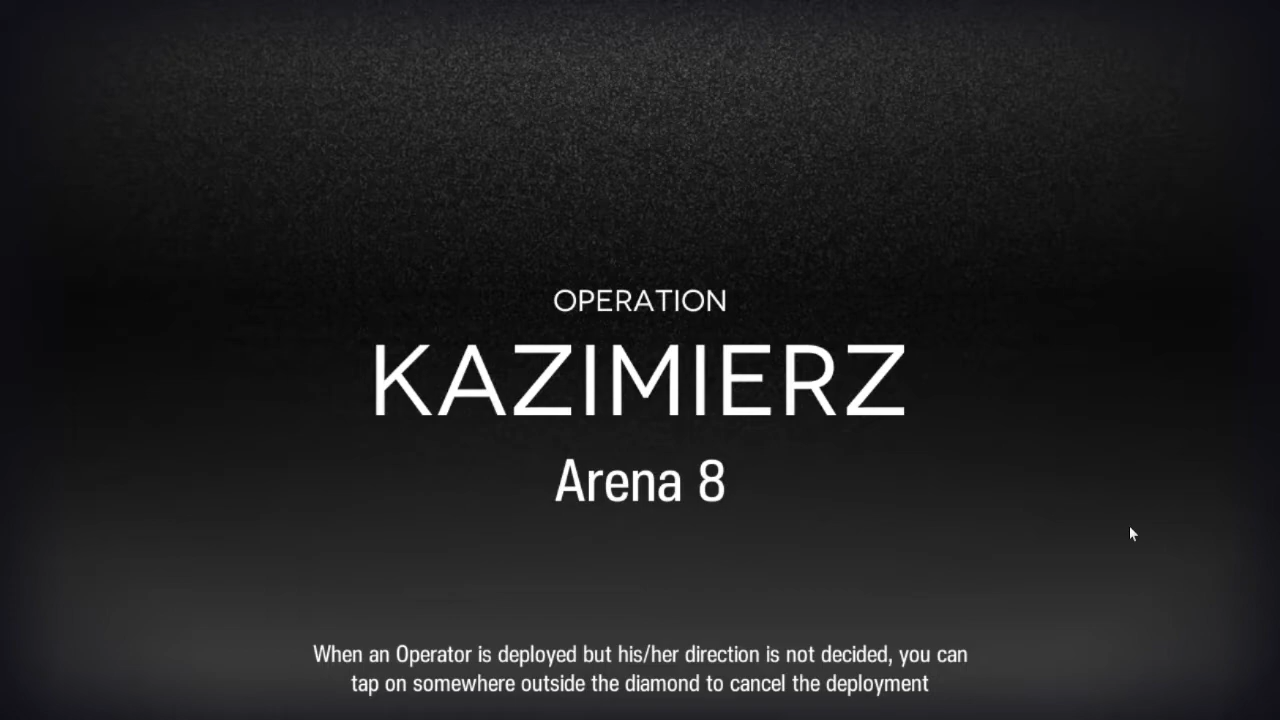 OPERATION
KAZIMIERZ
Arena 8
When an Operator is deployed but his/her direction is not decided, you can
tap on somewhere outside the diamond to cancel the deployment